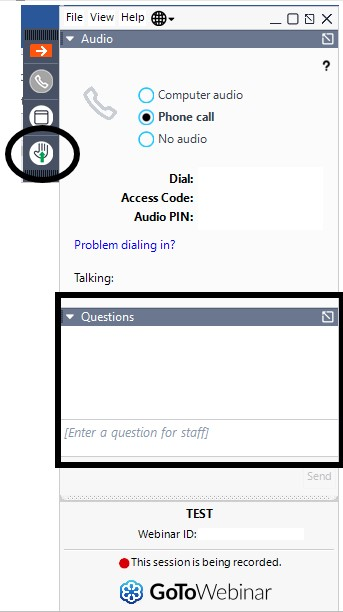 File View Help
Audio
?
Computer audio
Phone call
No audio
Dial:
Access Code:
Audio PIN:
Problem dialing in?
Talking:
Questions
[Enter a question for staff]
Send
TEST
Webinar ID:
This session is being recorded.
GoToWebinar